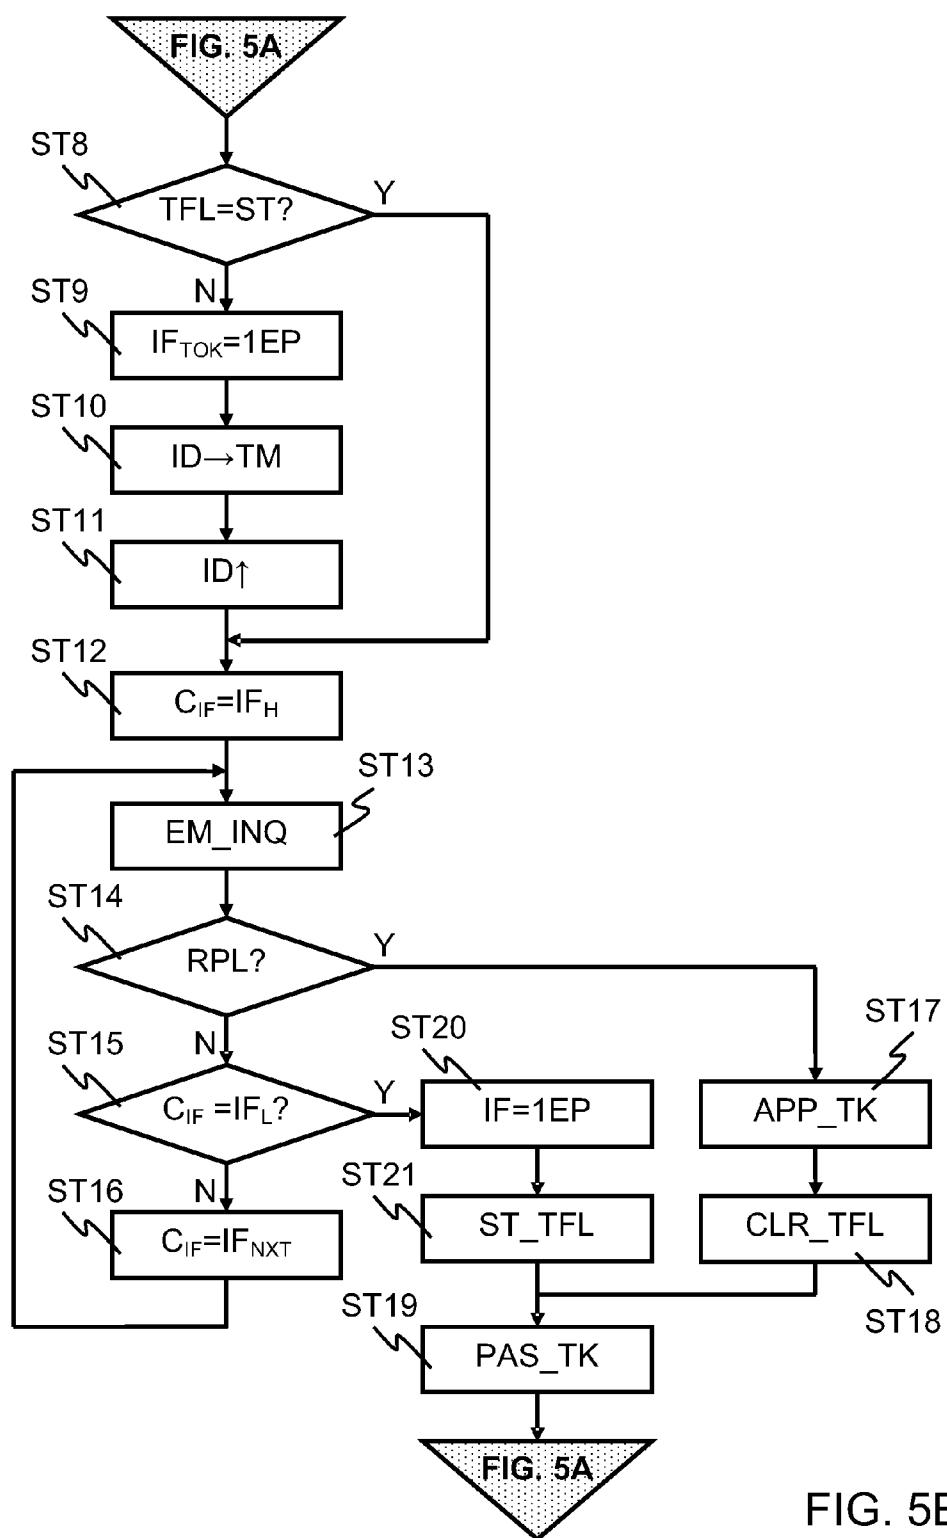 FIG. 5A
ST8
TFL=ST?
Y
N
ST9
IF_TOK=1EP
ST10
ID→TM
ST11
ID↑
ST12
C_IF=IF_H
ST13
EM_INQ
ST14
RPL?
Y
N
ST15
C_IF =IF_L?
Y
N
ST16
C_IF=IF_NXT
ST20
IF=1EP
ST17
APP_TK
ST21
ST_TFL
CLR_TFL
ST18
ST19
PAS_TK
FIG. 5A
FIG. 5